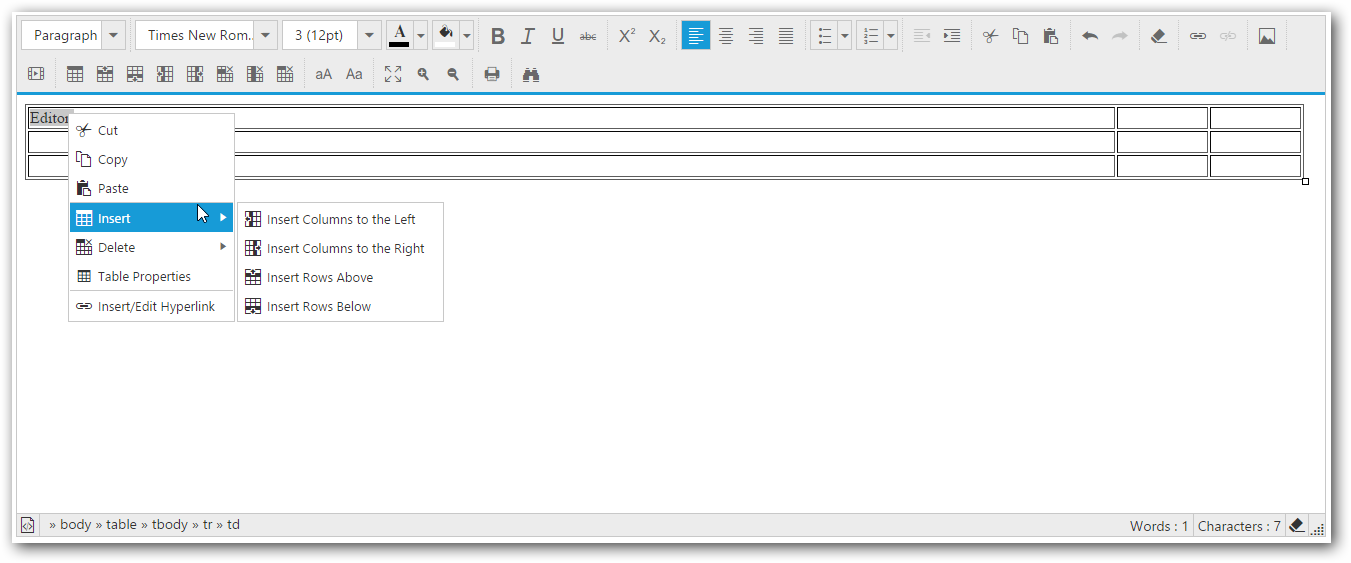 Paragraph Times New Rom.. 3 (12pt) A B I U abc X² X₂
aA Aa
Editor
Cut
Copy
Paste
Insert
Insert Columns to the Left
Delete
Insert Columns to the Right
Table Properties
Insert Rows Above
Insert/Edit Hyperlink
Insert Rows Below
» body » table » tbody » tr » td Words : 1 Characters : 7